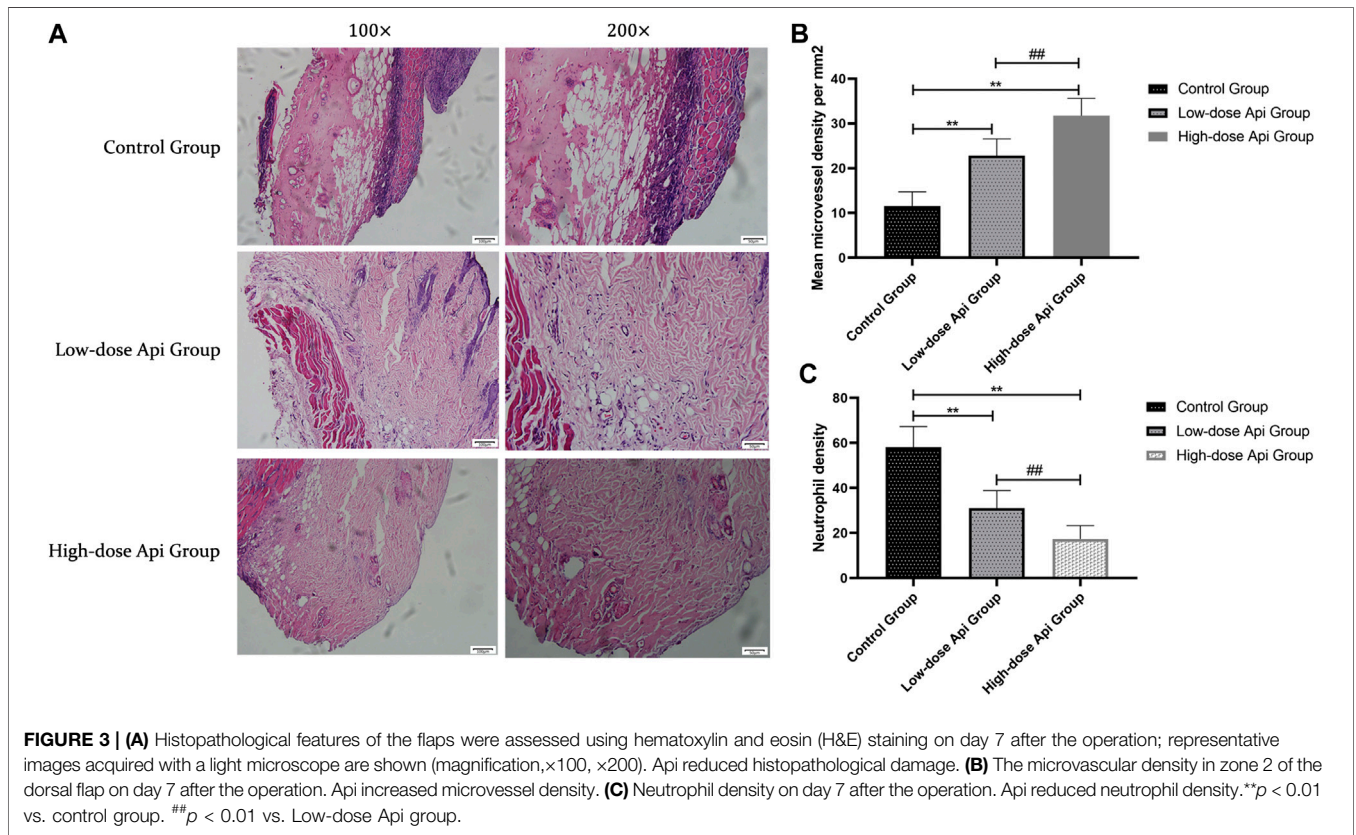 A
100×
200×
Control Group
100μm
50μm
Low-dose Api Group
100μm
50μm
High-dose Api Group
100μm
50μm
B
Mean microvessel density per mm2
40
30
20
10
0
**
**
##
Control Group
Low-dose Api Group
High-dose Api Group
Control Group
Low-dose Api Group
High-dose Api Group
C
Neutrophil density
80
60
40
20
0
**
**
##
Control Group
Low-dose Api Group
High-dose Api Group
Control Group
Low-dose Api Group
High-dose Api Group
FIGURE 3 | (A) Histopathological features of the flaps were assessed using hematoxylin and eosin (H&E) staining on day 7 after the operation; representative
images acquired with a light microscope are shown (magnification,×100, ×200). Api reduced histopathological damage. (B) The microvascular density in zone 2 of the
dorsal flap on day 7 after the operation. Api increased microvessel density. (C) Neutrophil density on day 7 after the operation. Api reduced neutrophil density.**p < 0.01
vs. control group. ##p < 0.01 vs. Low-dose Api group.